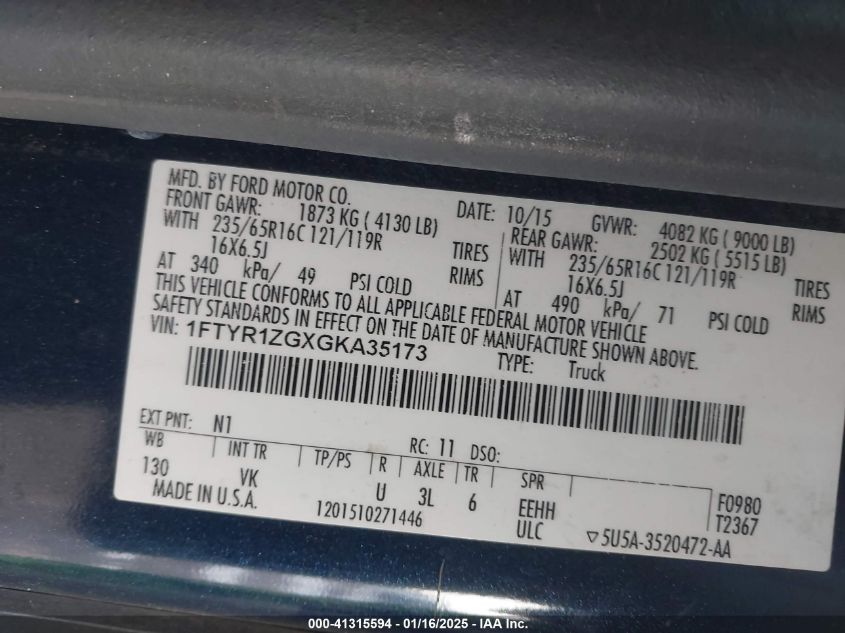 MFD. BY FORD MOTOR CO.
DATE: 10/15 GVWR: 4082 KG ( 9000 LB)
FRONT GAWR: 1873 KG ( 4130 LB) REAR GAWR: 2502 KG ( 5515 LB)
WITH 235/65R16C 121/119R TIRES WITH 235/65R16C 121/119R TIRES
16X6.5J RIMS 16X6.5J RIMS
AT 340 kPa/ 49 PSI COLD AT 490 kPa/ 71 PSI COLD
THIS VEHICLE CONFORMS TO ALL APPLICABLE FEDERAL MOTOR VEHICLE
SAFETY STANDARDS IN EFFECT ON THE DATE OF MANUFACTURE SHOWN ABOVE.
VIN: 1FTYR1ZGXGKA35173 TYPE: Truck
EXT PNT: N1 RC: 11 DSO:
WB INT TR TP/PS R AXLE TR SPR
130 VK U 3L 6 EEHH F0980
MADE IN U.S.A. 1201510271446 ULC T2367
▽5U5A-3520472-AA
000-41315594 - 01/16/2025 - IAAI Inc.